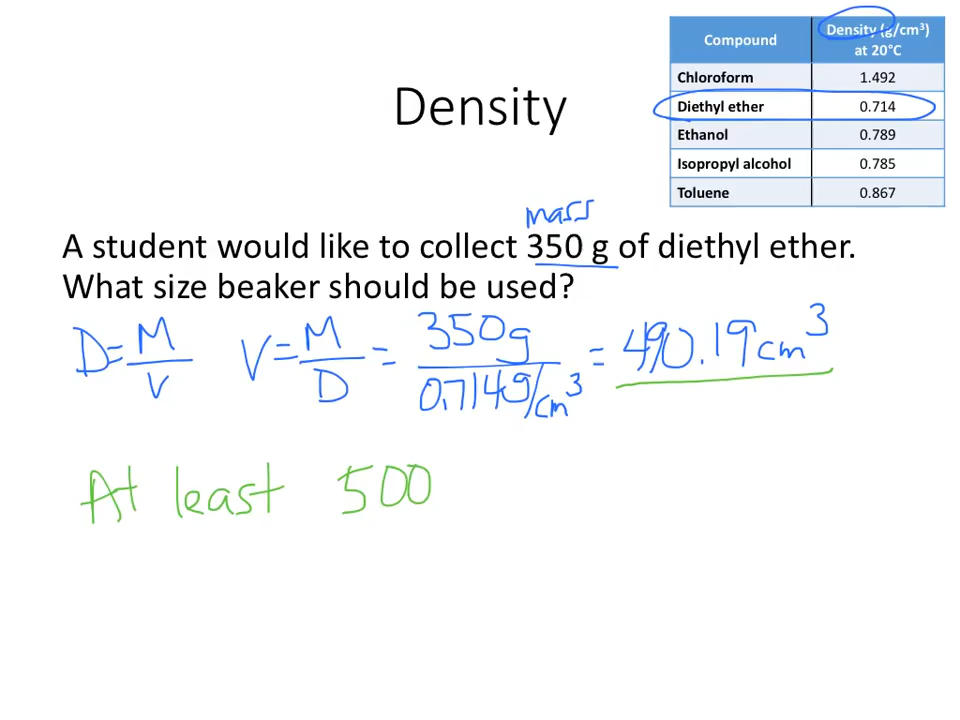 Compound Density (g/cm³) at 20°C
Chloroform 1.492
Diethyl ether 0.714
Ethanol 0.789
Isopropyl alcohol 0.785
Toluene 0.867
Density
mass
A student would like to collect 350 g of diethyl ether.
What size beaker should be used?
D = M/V V = M/D = 350g / 0.714g/cm³ = 490.19 cm³
At least 500